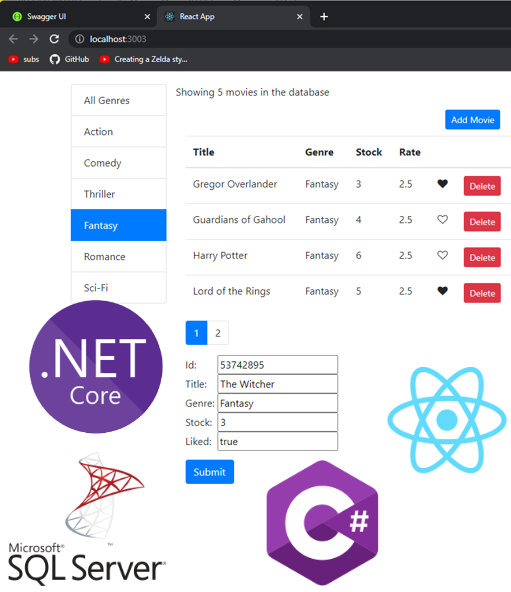 Swagger UI
React App
localhost:3003
subs
GitHub
Creating a Zelda sty...
All Genres
Action
Comedy
Thriller
Fantasy
Romance
Sci-Fi
Showing 5 movies in the database
Add Movie
Title Genre Stock Rate
Gregor Overlander Fantasy 3 2.5 Delete
Guardians of Gahool Fantasy 4 2.5 Delete
Harry Potter Fantasy 6 2.5 Delete
Lord of the Rings Fantasy 5 2.5 Delete
1 2
Id: 53742895
Title: The Witcher
Genre: Fantasy
Stock: 3
Liked: true
Submit
.NET
Core
Microsoft®
SQL Server®
™
C#